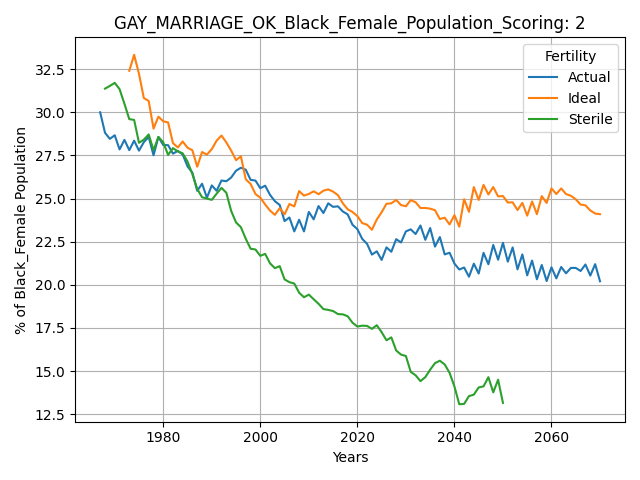 GAY_MARRIAGE_OK_Black_Female_Population_Scoring: 2
Fertility
Actual
Ideal
Sterile
% of Black_Female Population
32.5
30.0
27.5
25.0
22.5
20.0
17.5
15.0
12.5
1980 2000 2020 2040 2060
Years